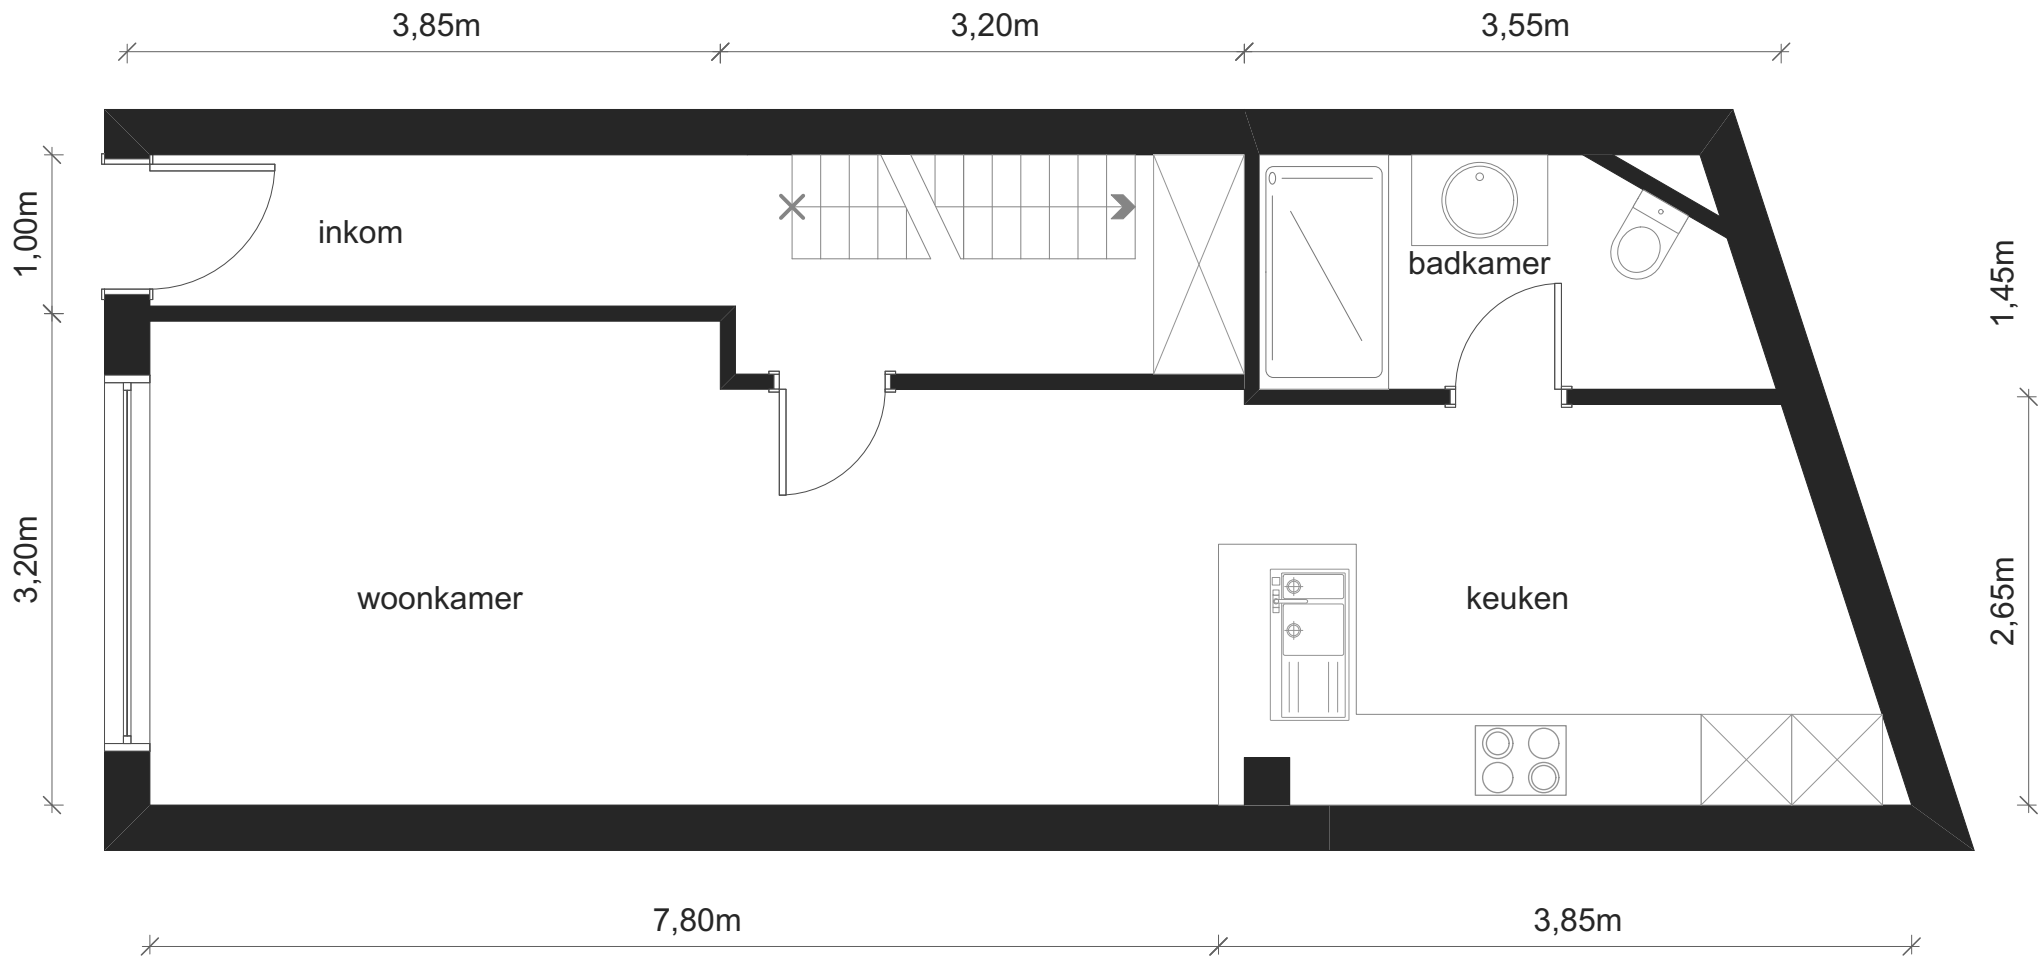 3,85m
3,20m
3,55m
1,00m
inkom
badkamer
1,45m
3,20m
woonkamer
keuken
2,65m
7,80m
3,85m